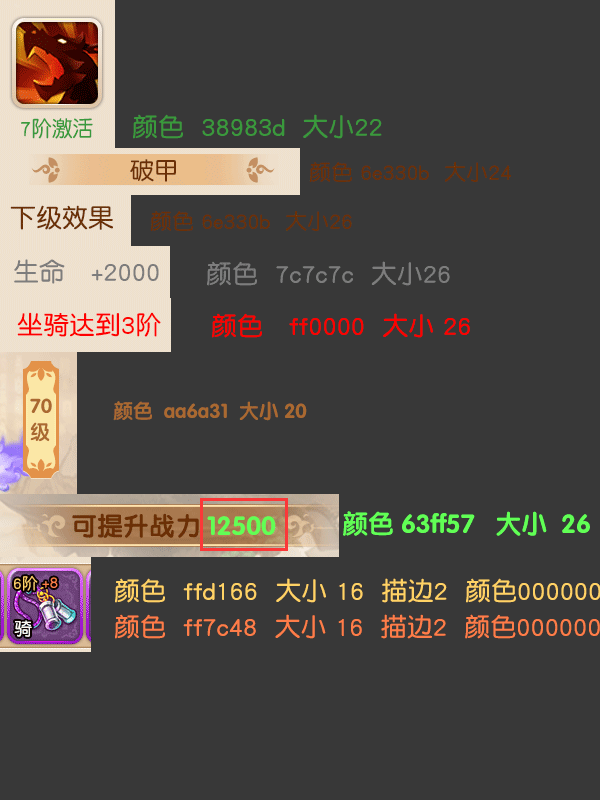 7阶激活 颜色 38983d 大小22
破甲 颜色 6e330b 大小24
下级效果 颜色 6e330b 大小26
生命 +2000 颜色 7c7c7c 大小26
坐骑达到3阶 颜色 ff0000 大小 26
70
级
颜色 aa6a31 大小 20
可提升战力 12500 颜色 63ff57 大小 26
6阶 +8 颜色 ffd166 大小 16 描边2 颜色000000
骑 颜色 ff7c48 大小 16 描边2 颜色000000